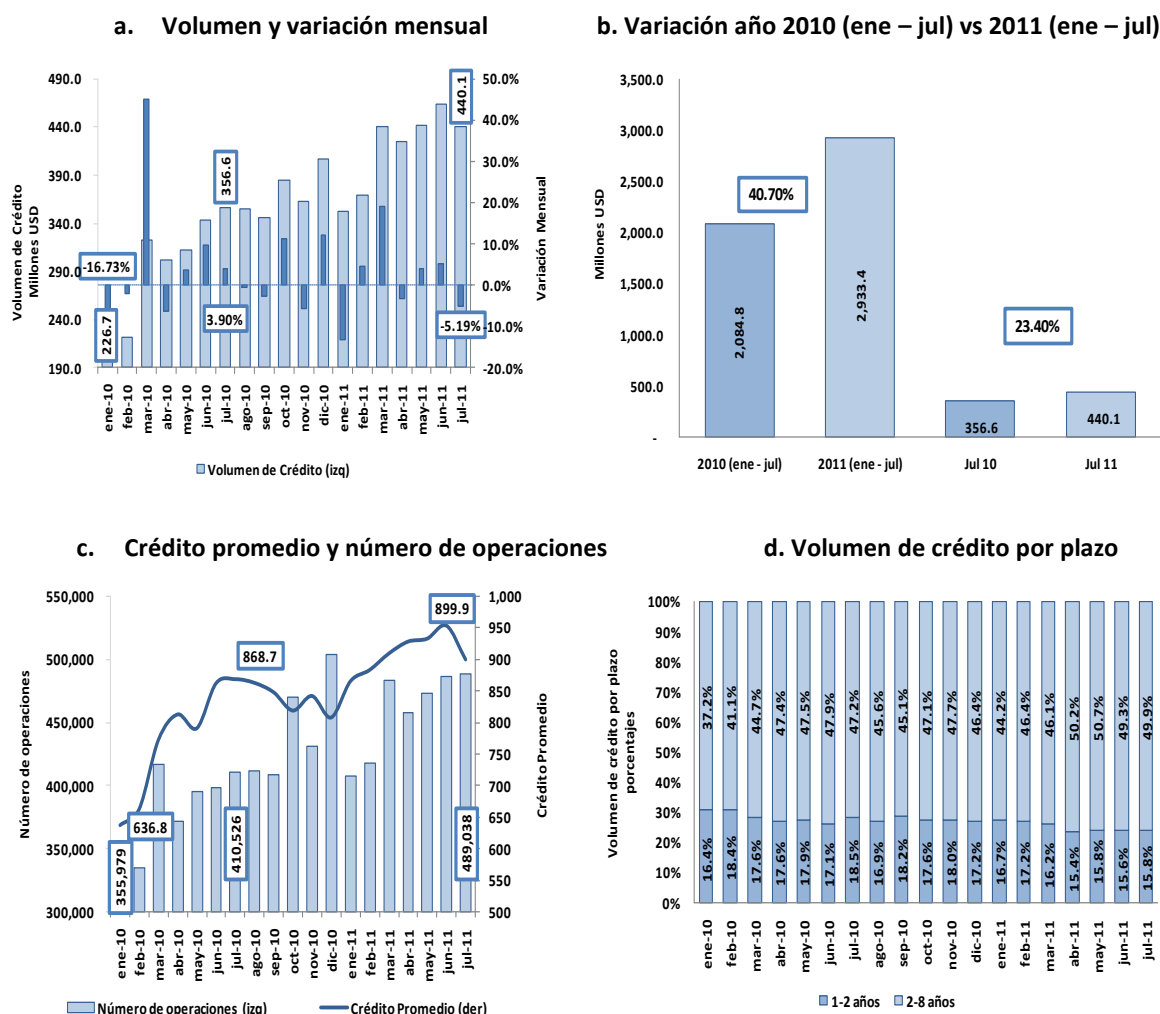 a. Volumen y variación mensual
490.0
440.0
390.0
340.0
290.0
240.0
190.0
Volumen de Crédito
Millones USD
50.0%
40.0%
30.0%
20.0%
10.0%
0.0%
-10.0%
-20.0%
Variación Mensual
-16.73%
226.7
356.6
3.90%
440.1
-5.19%
ene-10
feb-10
mar-10
abr-10
may-10
jun-10
jul-10
ago-10
sep-10
oct-10
nov-10
dic-10
ene-11
feb-11
mar-11
abr-11
may-11
jun-11
jul-11
Volumen de Crédito (izq)
b. Variación año 2010 (ene – jul) vs 2011 (ene – jul)
3,500.0
3,000.0
2,500.0
2,000.0
1,500.0
1,000.0
500.0
-
Millones USD
40.70%
23.40%
2,084.8
2,933.4
356.6
440.1
2010 (ene - jul)
2011 (ene - jul)
Jul 10
Jul 11
c. Crédito promedio y número de operaciones
550,000
500,000
450,000
400,000
350,000
300,000
Número de operaciones
1,000
950
900
850
800
750
700
650
600
550
500
Crédito Promedio
899.9
868.7
636.8
355,979
410,526
489,038
ene-10
feb-10
mar-10
abr-10
may-10
jun-10
jul-10
ago-10
sep-10
oct-10
nov-10
dic-10
ene-11
feb-11
mar-11
abr-11
may-11
jun-11
jul-11
Número de operaciones (izq)
Crédito Promedio (der)
d. Volumen de crédito por plazo
100%
90%
80%
70%
60%
50%
40%
30%
20%
10%
0%
Volumen de crédito por plazo
porcentajes
37.2%
41.1%
44.7%
47.4%
47.5%
47.9%
47.2%
45.6%
45.1%
47.1%
47.7%
46.4%
44.2%
46.4%
46.1%
50.2%
50.7%
49.3%
49.9%
16.4%
18.4%
17.6%
17.6%
17.9%
17.1%
18.5%
16.9%
18.2%
17.6%
18.0%
17.2%
16.7%
17.2%
16.2%
15.4%
15.8%
15.6%
15.8%
ene-10
feb-10
mar-10
abr-10
may-10
jun-10
jul-10
ago-10
sep-10
oct-10
nov-10
dic-10
ene-11
feb-11
mar-11
abr-11
may-11
jun-11
jul-11
1-2 años
2-8 años